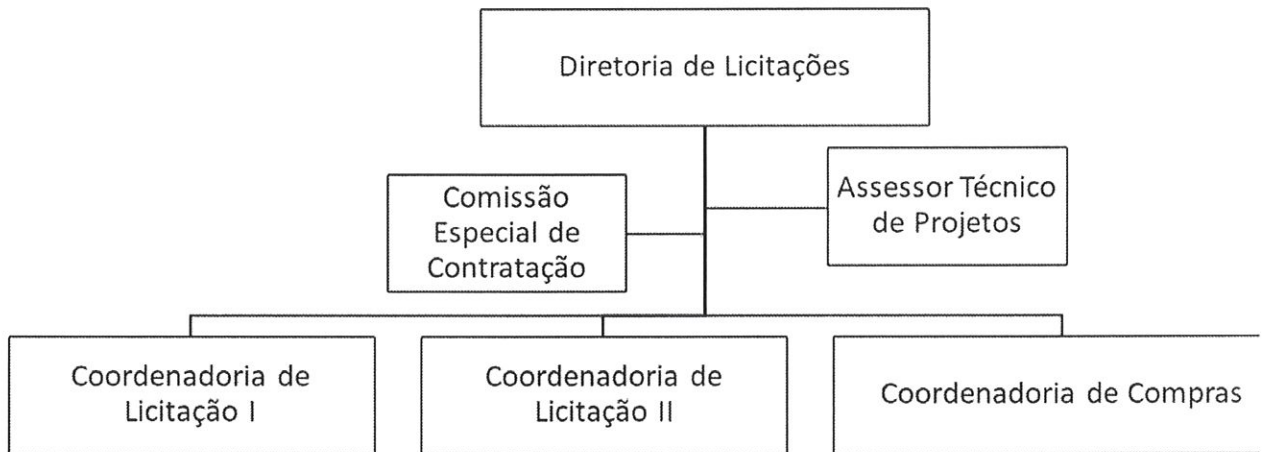 Diretoria de Licitações
Assessor Técnico
de Projetos
Comissão
Especial de
Contratação
Coordenadoria de
Licitação I
Coordenadoria de
Licitação II
Coordenadoria de Compras